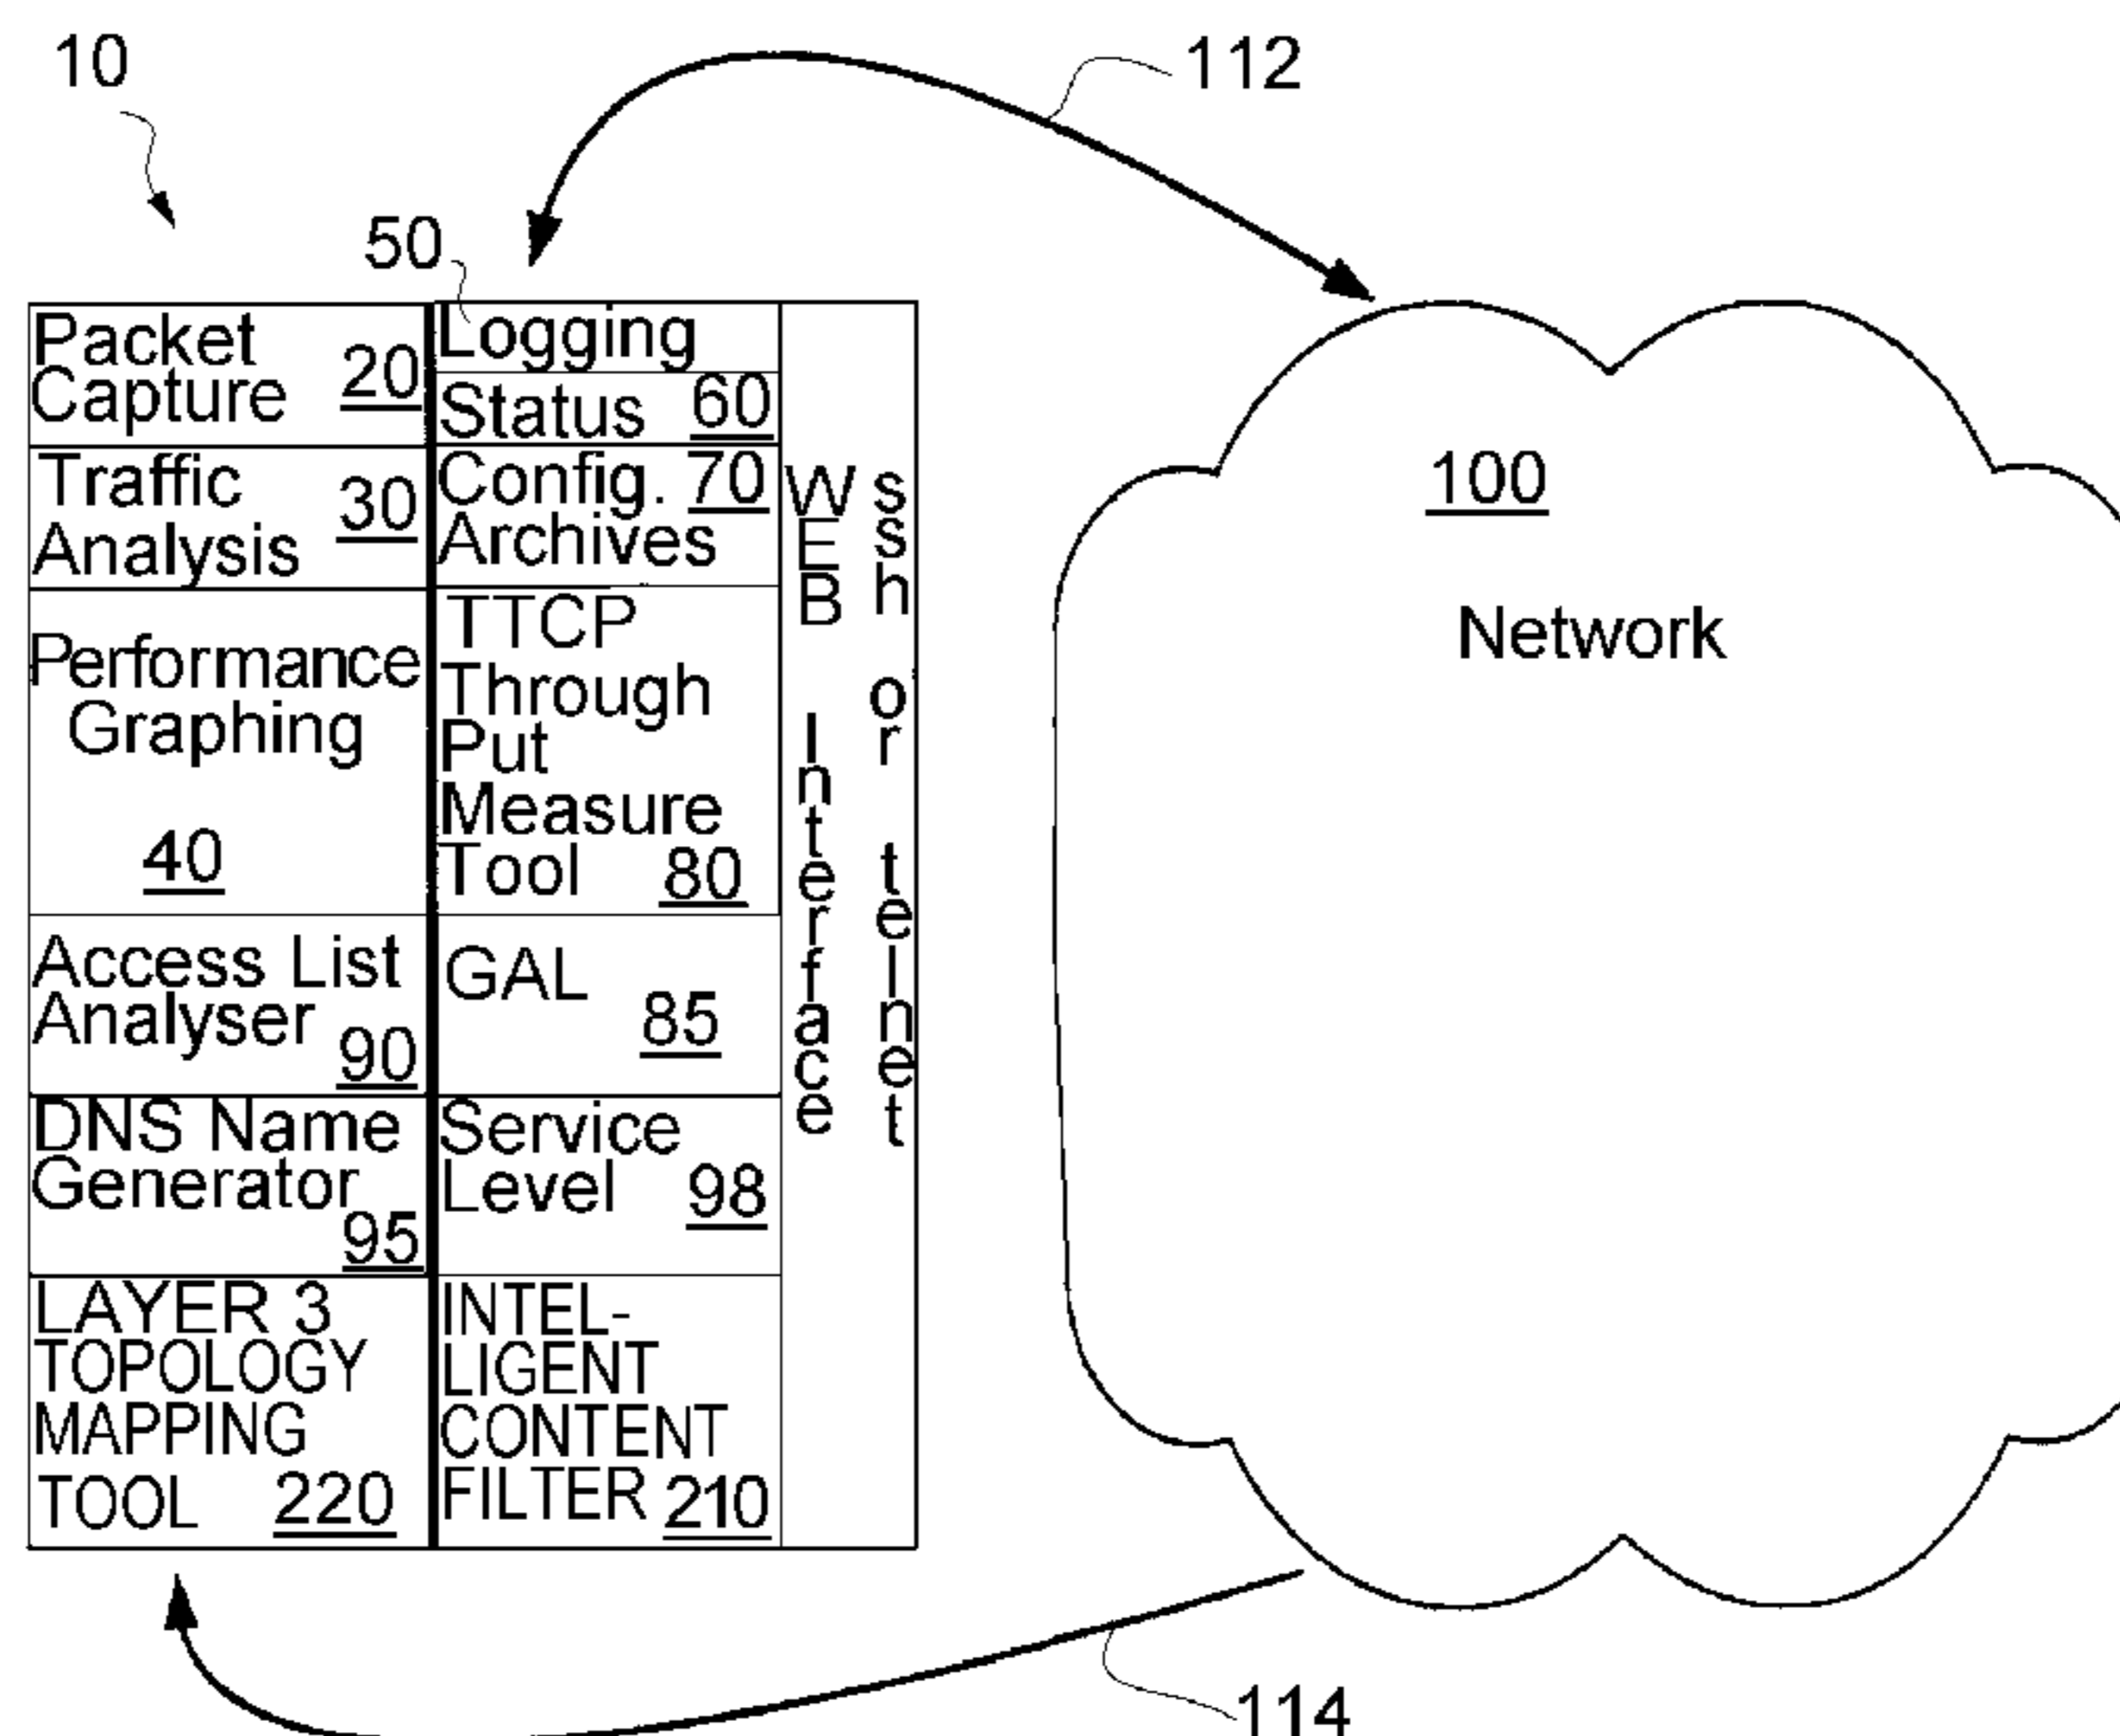 10
112
50
Packet
Capture 20
Traffic
Analysis 30
Performance
Graphing
40
Access List
Analyser 90
DNS Name
Generator
95
LAYER 3
TOPOLOGY
MAPPING
TOOL 220
Logging
Status 60
Config. 70
Archives
TTCP
Through
Put
Measure
Tool 80
GAL
85
Service
Level 98
INTEL-
LIGENT
CONTENT
FILTER 210
WEB Interface
ssh or telnet
100
Network
114